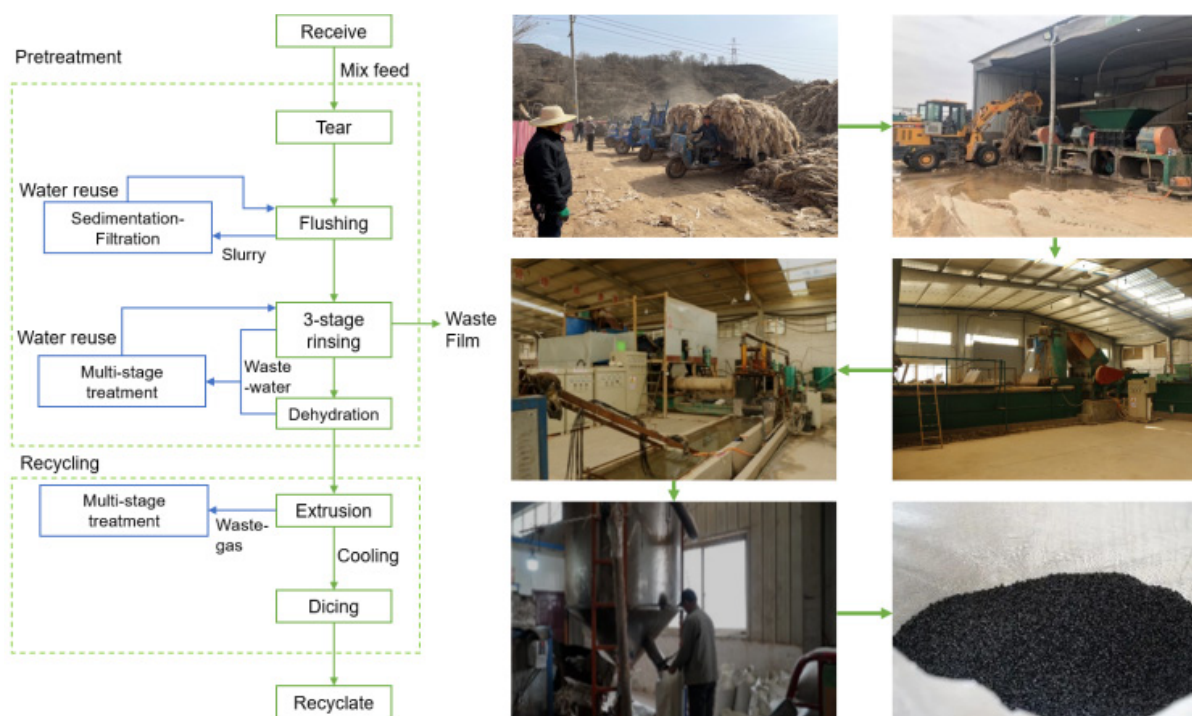 Receive
Pretreatment
Mix feed
Tear
Water reuse
Sedimentation-
Filtration
Flushing
Slurry
Water reuse
3-stage
rinsing
Waste
Film
Multi-stage
treatment
Waste
-water
Dehydration
Recycling
Multi-stage
treatment
Extrusion
Waste-
gas
Cooling
Dicing
Recyclate